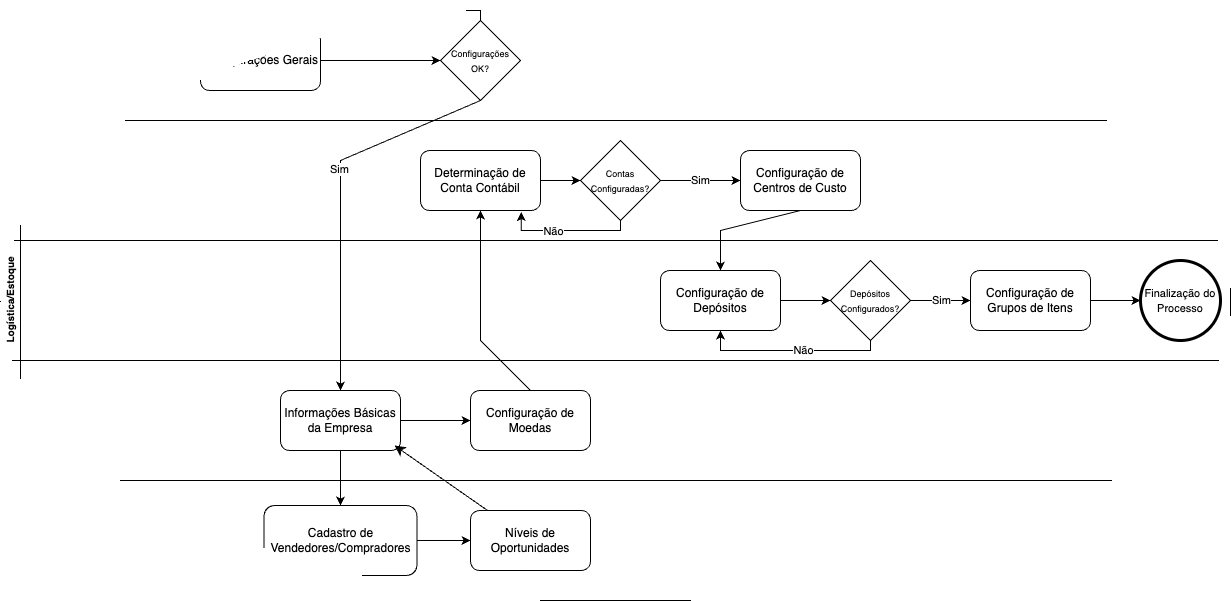 Gerais
Configurações
OK?
Sim
Determinação de
Conta Contábil
Contas
Configuradas?
Sim
Configuração de
Centros de Custo
Não
Logística/Estoque
Configuração de
Depósitos
Depósitos
Configurados?
Sim
Configuração de
Grupos de Itens
Finalização do
Processo
Não
Informações Básicas
da Empresa
Configuração de
Moedas
Cadastro de
Vendedores/Compradores
Níveis de
Oportunidades